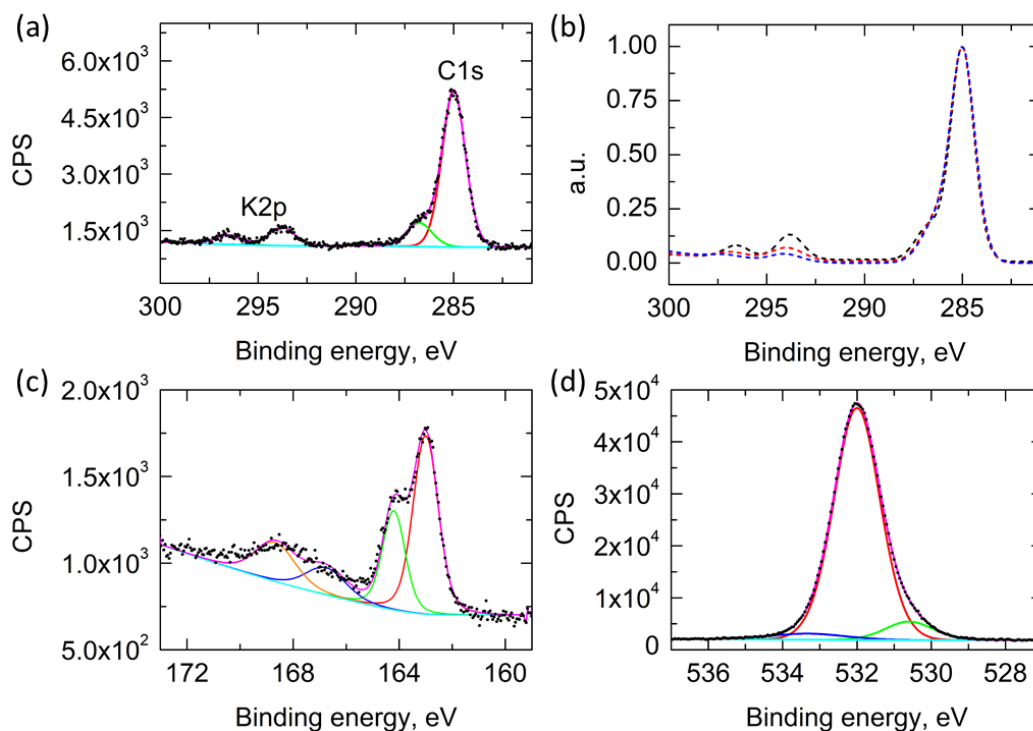 (a)
CPS
6.0x10³
4.5x10³
3.0x10³
1.5x10³
K2p
C1s
300 295 290 285
Binding energy, eV
(b)
a.u.
1.00
0.75
0.50
0.25
0.00
300 295 290 285
Binding energy, eV
(c)
CPS
2.0x10³
1.5x10³
1.0x10³
5.0x10²
172 168 164 160
Binding energy, eV
(d)
CPS
5x10⁴
4x10⁴
3x10⁴
2x10⁴
1x10⁴
0
536 534 532 530 528
Binding energy, eV